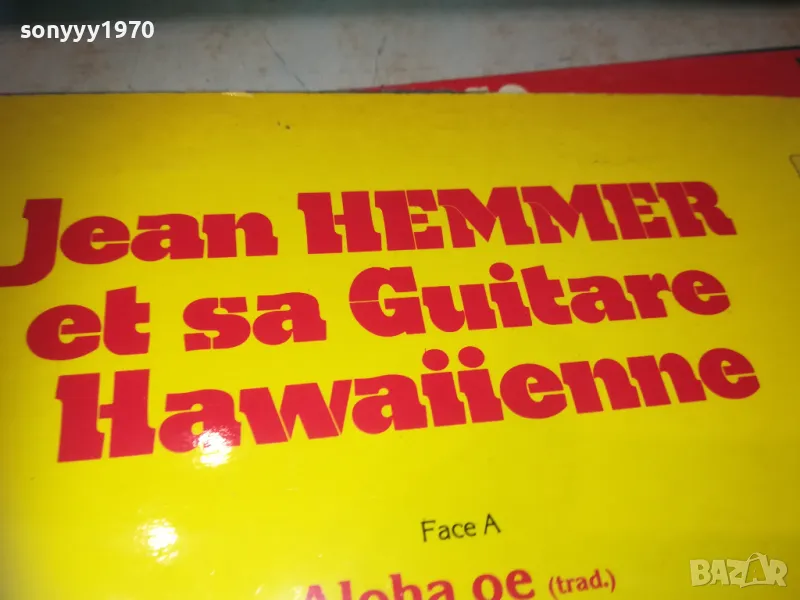 sonyyy1970
Jean HEMMER
et sa Guitare
Hawaiienne
Face A
Aloha oe (trad.)
BAZAR